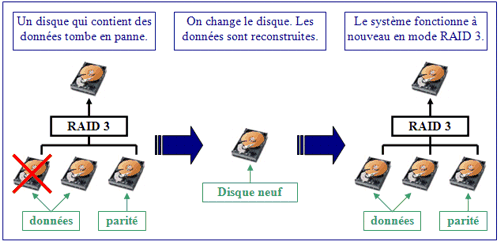 Un disque qui contient des
données tombe en panne.
On change le disque. Les
données sont reconstruites.
Le système fonctionne à
nouveau en mode RAID 3.
RAID 3
données
parité
Disque neuf
RAID 3
données
parité